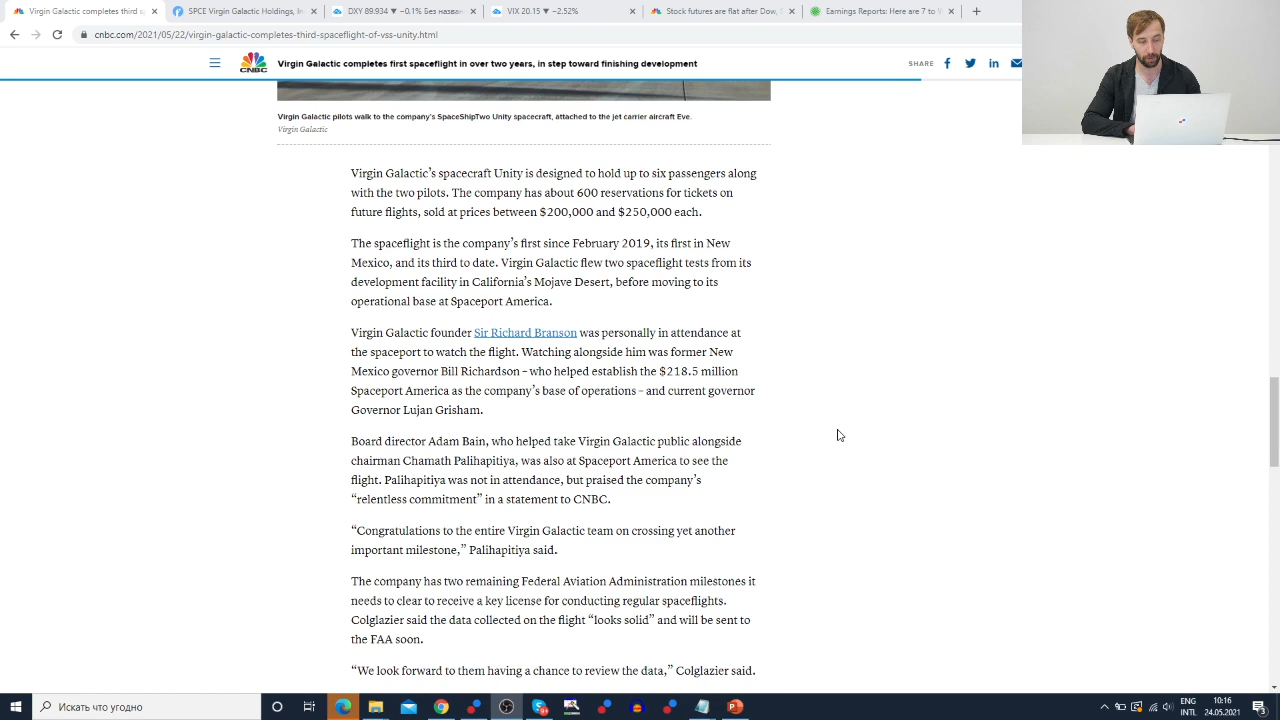 Virgin Galactic completes third s
SPCE Virgin Galactic Holding: In
DXY 89.934 ▼ −0.1% Без назван
VIX 20.15 ▼ −2.52%
Stock futures are flat after Dow, S
Earnings Reports: Here are 7 to W
cnbc.com/2021/05/22/virgin-galactic-completes-third-spaceflight-of-vss-unity.html
CNBC
Virgin Galactic completes first spaceflight in over two years, in step toward finishing development
SHARE
Virgin Galactic pilots walk to the company's SpaceShipTwo Unity spacecraft, attached to the jet carrier aircraft Eve.
Virgin Galactic
Virgin Galactic’s spacecraft Unity is designed to hold up to six passengers along
with the two pilots. The company has about 600 reservations for tickets on
future flights, sold at prices between $200,000 and $250,000 each.
The spaceflight is the company’s first since February 2019, its first in New
Mexico, and its third to date. Virgin Galactic flew two spaceflight tests from its
development facility in California’s Mojave Desert, before moving to its
operational base at Spaceport America.
Virgin Galactic founder Sir Richard Branson was personally in attendance at
the spaceport to watch the flight. Watching alongside him was former New
Mexico governor Bill Richardson – who helped establish the $218.5 million
Spaceport America as the company’s base of operations – and current governor
Governor Lujan Grisham.
Board director Adam Bain, who helped take Virgin Galactic public alongside
chairman Chamath Palihapitiya, was also at Spaceport America to see the
flight. Palihapitiya was not in attendance, but praised the company’s
“relentless commitment” in a statement to CNBC.
“Congratulations to the entire Virgin Galactic team on crossing yet another
important milestone,” Palihapitiya said.
The company has two remaining Federal Aviation Administration milestones it
needs to clear to receive a key license for conducting regular spaceflights.
Colglazier said the data collected on the flight “looks solid” and will be sent to
the FAA soon.
“We look forward to them having a chance to review the data,” Colglazier said.
Искать что угодно
ENG
INTL
10:16
24.05.2021